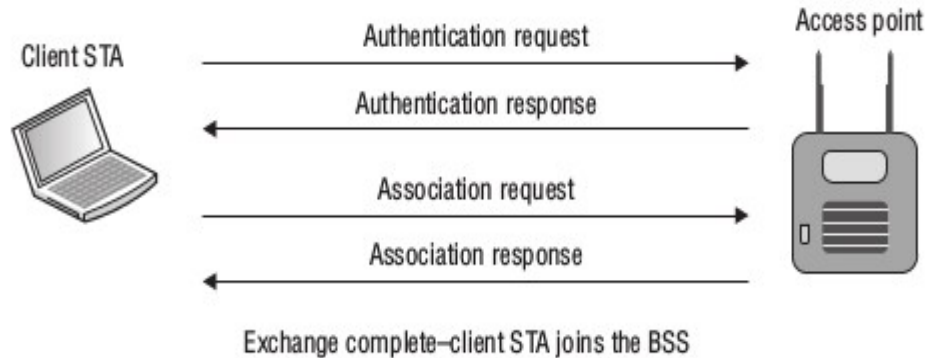 Access point
Client STA
Authentication request
Authentication response
Association request
Association response
Exchange complete–client STA joins the BSS